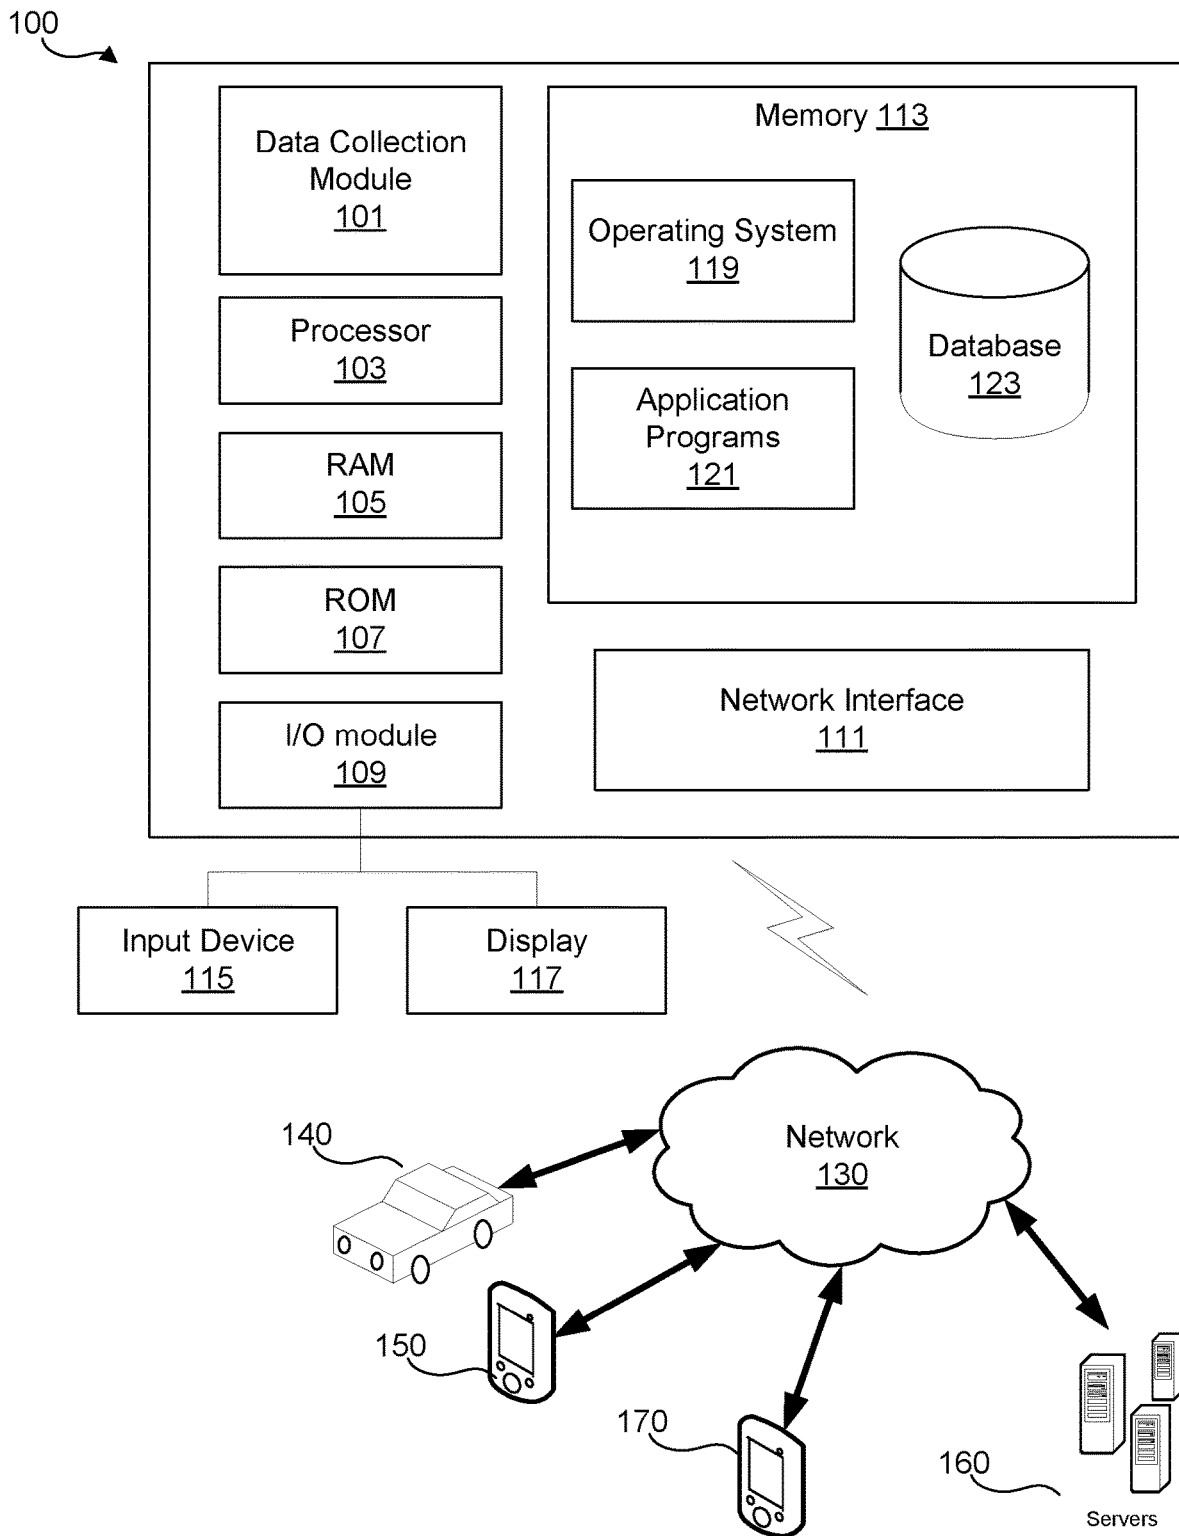 100
Data Collection
Module
101
Processor
103
RAM
105
ROM
107
I/O module
109
Memory 113
Operating System
119
Application
Programs
121
Database
123
Network Interface
111
Input Device
115
Display
117
Network
130
140
150
170
160
Servers